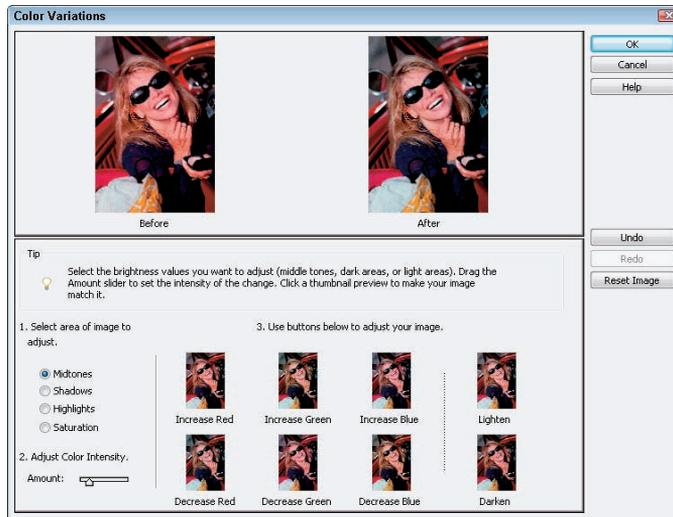 Color Variations
OK
Cancel
Help
Before
After
Undo
Redo
Reset Image
Tip
Select the brightness values you want to adjust (middle tones, dark areas, or light areas). Drag the
Amount slider to set the intensity of the change. Click a thumbnail preview to make your image
match it.
1. Select area of image to
adjust.
Midtones
Shadows
Highlights
Saturation
2. Adjust Color Intensity.
Amount:
3. Use buttons below to adjust your image.
Increase Red
Increase Green
Increase Blue
Lighten
Decrease Red
Decrease Green
Decrease Blue
Darken